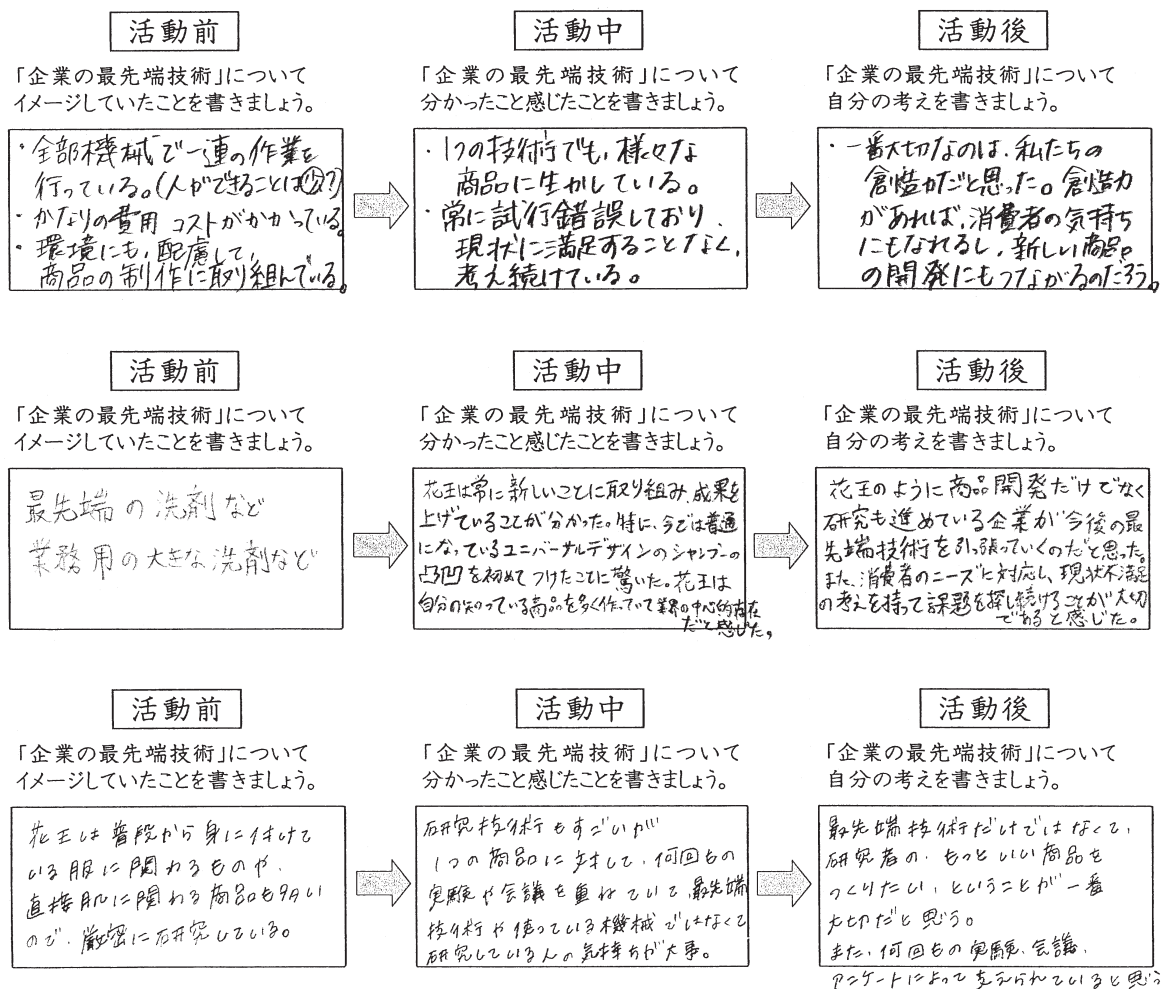 活動前
「企業の最先端技術」について
イメージしていたことを書きましょう。
・全部機械で一連の作業を
行っている。(人ができることは少?)
・かなりの費用 コストがかかっている。
・環境にも、配慮して、
商品の制作に取り組んでいる。
活動中
「企業の最先端技術」について
分かったこと感じたことを書きましょう。
・1つの技術でも、様々な
商品に生かしている。
・常に試行錯誤しており、
現状に満足することなく、
考え続けている。
活動後
「企業の最先端技術」について
自分の考えを書きましょう。
・一番大切なのは、私たちの
創造力だと思った。創造力
があれば、消費者の気持ち
にもなれるし、新しい商品
の開発にもつながるのだろう。
活動前
「企業の最先端技術」について
イメージしていたことを書きましょう。
最先端の洗剤など
業務用の大きな洗剤など
活動中
「企業の最先端技術」について
分かったこと感じたことを書きましょう。
花王は常に新しいことに取り組み、成果を
上げていることが分かった。特に、今では普通
になっているユニバーサルデザインのシャンプーの
凸凹を初めてつけたことに驚いた。花王は
自分の知っている商品を多く作っていて業界の中心的存在
だと感じた。
活動後
「企業の最先端技術」について
自分の考えを書きましょう。
花王のように商品開発だけでなく
研究も進めている企業が今後の最
先端技術を引っ張っていくのだと思った。
また、消費者のニーズに対応し、現状不満足
の考えを持って課題を探し続けることが大切
であると感じた。
活動前
「企業の最先端技術」について
イメージしていたことを書きましょう。
花王は普段から身に付けて
いる服に関わるものや、
直接肌に関わる商品も多い
ので、厳密に研究している。
活動中
「企業の最先端技術」について
分かったこと感じたことを書きましょう。
研究技術もすごいが
1つの商品に対して、何回もの
実験や会議を重ねていて、最先端
技術や使っている機械ではなくて
研究している人の気持ちが大事。
活動後
「企業の最先端技術」について
自分の考えを書きましょう。
最先端技術だけではなくて、
研究者の、もっといい商品を
つくりたい、ということが一番
大切だと思う。
また、何回もの実験、会議、
アンケートによって支えられていると思う